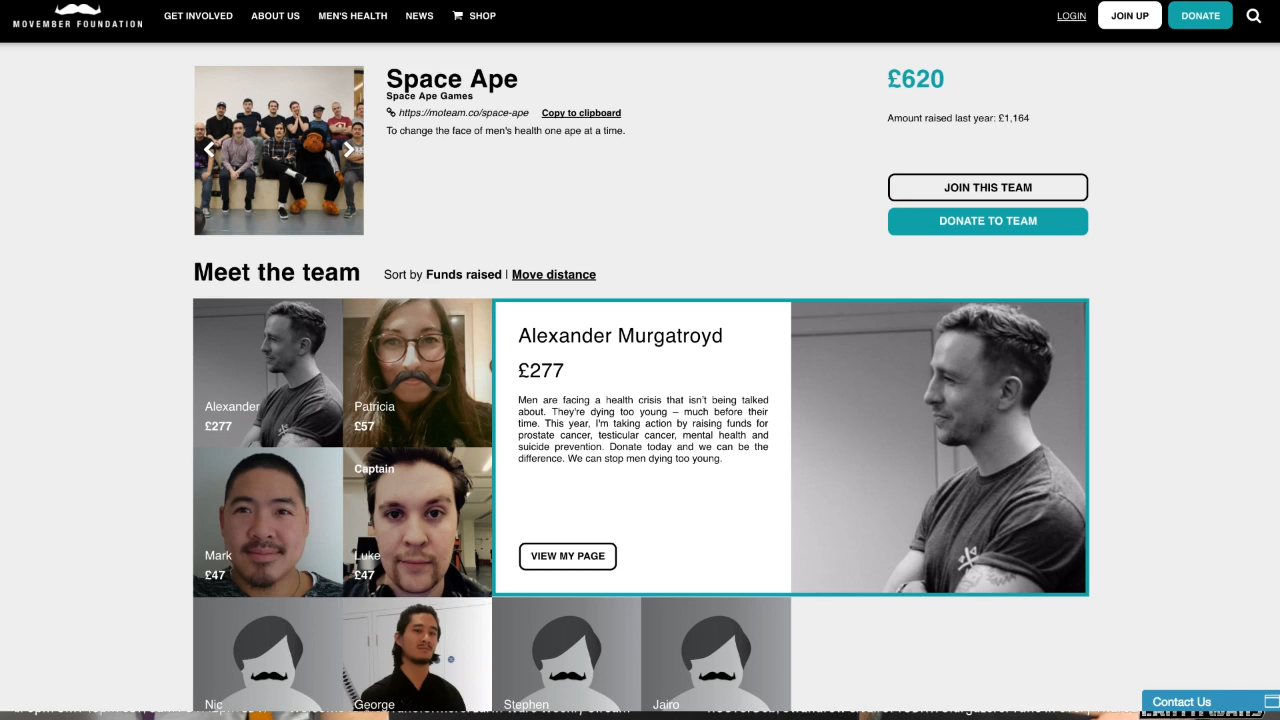 MOVEMBER FOUNDATION
GET INVOLVED ABOUT US MEN'S HEALTH NEWS SHOP
LOGIN JOIN UP DONATE
Space Ape
Space Ape Games
https://moteam.co/space-ape Copy to clipboard
To change the face of men's health one ape at a time.
£620
Amount raised last year: £1,164
JOIN THIS TEAM
DONATE TO TEAM
Meet the team Sort by Funds raised | Move distance
Alexander
£277
Patricia
£57
Alexander Murgatroyd
£277
Men are facing a health crisis that isn't being talked
about. They're dying too young – much before their
time. This year, I'm taking action by raising funds for
prostate cancer, testicular cancer, mental health and
suicide prevention. Donate today and we can be the
difference. We can stop men dying too young.
VIEW MY PAGE
Mark
£47
Captain
Luke
£47
Nic
George
Stephen
Jairo
Contact Us